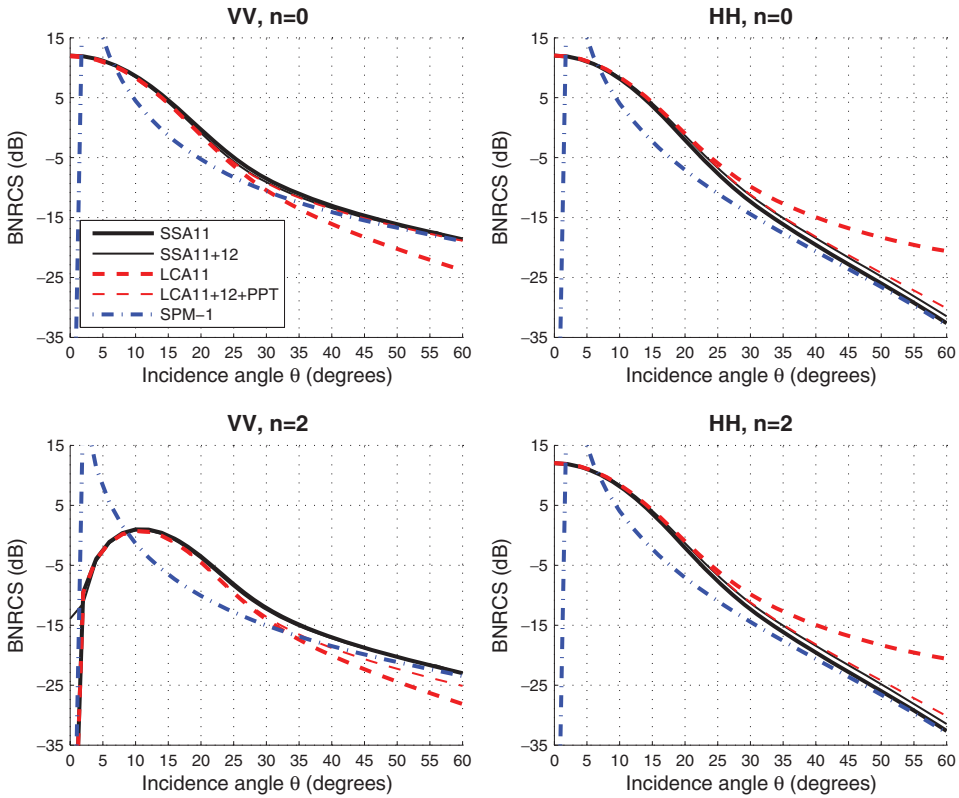 VV, n=0
15
5
−5
−15
−25
−35
BNRCS (dB)
SSA11
SSA11+12
LCA11
LCA11+12+PPT
SPM−1
0 5 10 15 20 25 30 35 40 45 50 55 60
Incidence angle θ (degrees)
HH, n=0
15
5
−5
−15
−25
−35
BNRCS (dB)
0 5 10 15 20 25 30 35 40 45 50 55 60
Incidence angle θ (degrees)
VV, n=2
15
5
−5
−15
−25
−35
BNRCS (dB)
0 5 10 15 20 25 30 35 40 45 50 55 60
Incidence angle θ (degrees)
HH, n=2
15
5
−5
−15
−25
−35
BNRCS (dB)
0 5 10 15 20 25 30 35 40 45 50 55 60
Incidence angle θ (degrees)